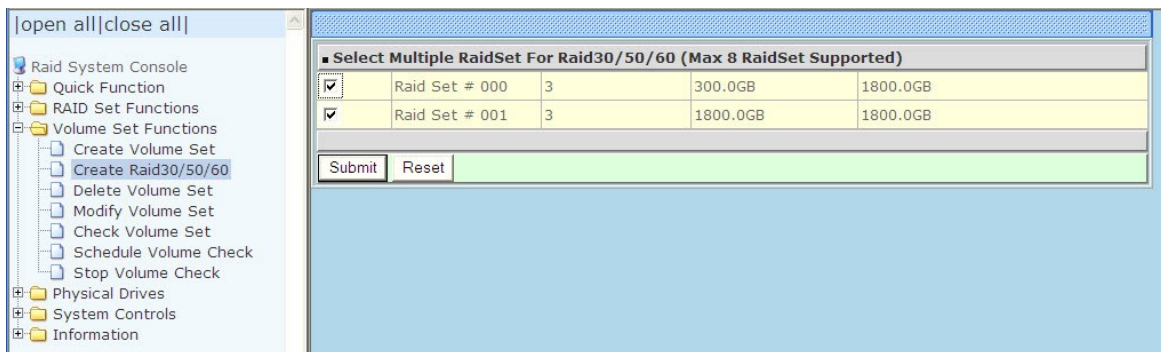 |open all|close all|
Raid System Console
Quick Function
RAID Set Functions
Volume Set Functions
Create Volume Set
Create Raid30/50/60
Delete Volume Set
Modify Volume Set
Check Volume Set
Schedule Volume Check
Stop Volume Check
Physical Drives
System Controls
Information
Select Multiple RaidSet For Raid30/50/60 (Max 8 RaidSet Supported)
Raid Set # 000 3 300.0GB 1800.0GB
Raid Set # 001 3 1800.0GB 1800.0GB
Submit Reset